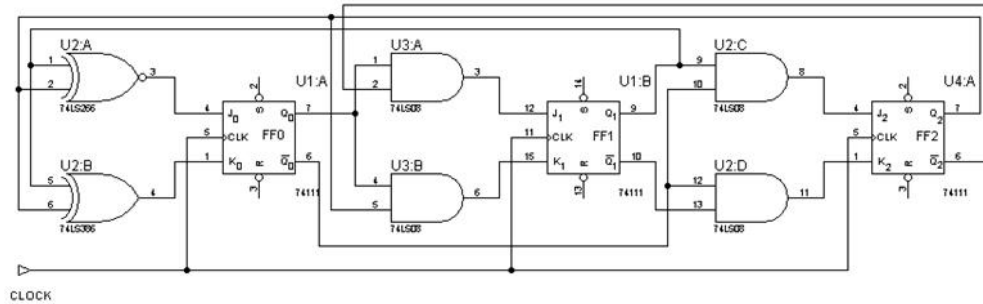 U2:A
1
2
3
74LS266
U2:B
5
6
4
74LS386
U1:A
2
S
4
J0
Q0
7
5
CLK
FF0
1
K0
Q0
6
R
3
74111
U3:A
1
2
3
74LS08
U3:B
4
5
6
74LS08
U1:B
14
S
12
J1
Q1
9
11
CLK
FF1
15
K1
Q1
10
R
13
74111
U2:C
9
10
8
74LS08
U2:D
12
13
11
74LS08
U4:A
2
S
4
J2
Q2
7
5
CLK
FF2
1
K2
Q2
6
R
3
74111
CLOCK